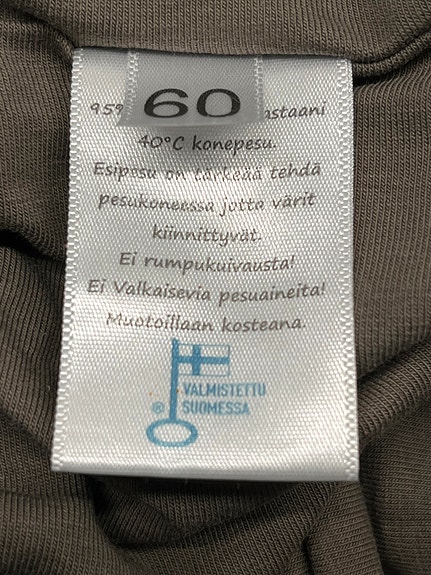 60
95%
40°C konepesu.
Esipesu on tärkeää tehdä
pesukoneessa jotta värit
kiinnittyvät.
Ei rumpukuivausta!
Ei Valkaisevia pesuaineita!
Muotoillaan kosteana.
VALMISTETTU
® SUOMESSA